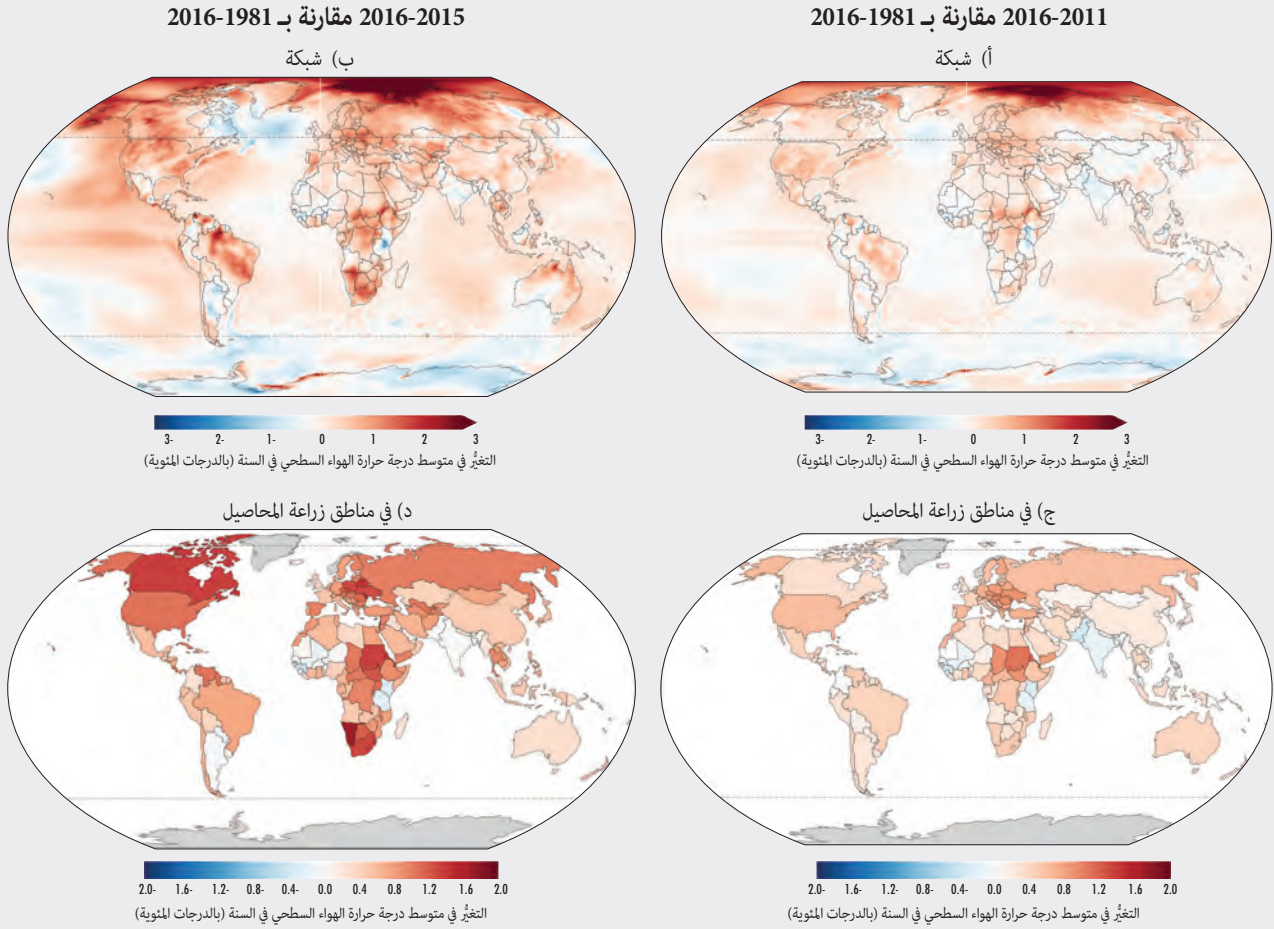 2016-2011 مقارنة بـ 1981-2016
2016-2015 مقارنة بـ 1981-2016
أ) شبكة
ب) شبكة
3- 2- 1- 0 1 2 3
التغيُّر في متوسط درجة حرارة الهواء السطحي في السنة (بالدرجات المئوية)
3- 2- 1- 0 1 2 3
التغيُّر في متوسط درجة حرارة الهواء السطحي في السنة (بالدرجات المئوية)
ج) في مناطق زراعة المحاصيل
د) في مناطق زراعة المحاصيل
2.0- 1.6- 1.2- 0.8- 0.4- 0.0 0.4 0.8 1.2 1.6 2.0
التغيُّر في متوسط درجة حرارة الهواء السطحي في السنة (بالدرجات المئوية)
2.0- 1.6- 1.2- 0.8- 0.4- 0.0 0.4 0.8 1.2 1.6 2.0
التغيُّر في متوسط درجة حرارة الهواء السطحي في السنة (بالدرجات المئوية)